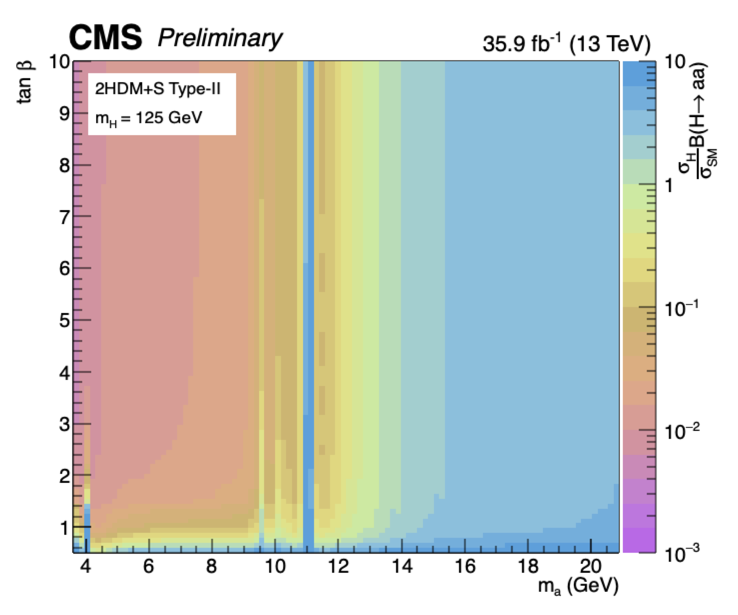 CMS Preliminary
35.9 fb⁻¹ (13 TeV)
tan β
10
9
8
7
6
5
4
3
2
1
2HDM+S Type-II
m_H = 125 GeV
4 6 8 10 12 14 16 18 20
m_a (GeV)
10
1
10⁻¹
10⁻²
10⁻³
σ_H/σ_SM B(H→ aa)